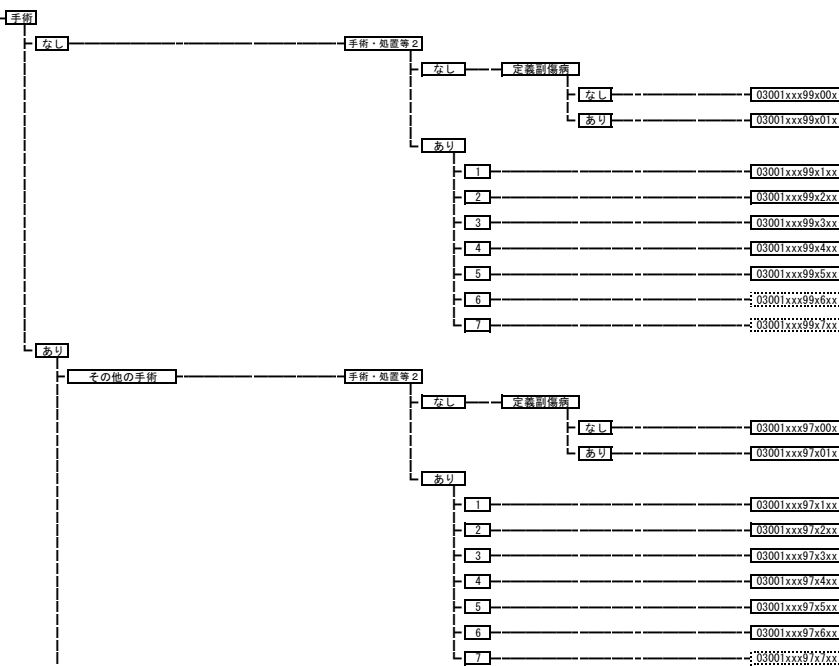 手術
なし 手術・処置等2
なし 定義副傷病
なし 03001xxx99x00x
あり 03001xxx99x01x
あり
1 03001xxx99x1xx
2 03001xxx99x2xx
3 03001xxx99x3xx
4 03001xxx99x4xx
5 03001xxx99x5xx
6 03001xxx99x6xx
7 03001xxx99x7xx
あり
その他の手術 手術・処置等2
なし 定義副傷病
なし 03001xxx97x00x
あり 03001xxx97x01x
あり
1 03001xxx97x1xx
2 03001xxx97x2xx
3 03001xxx97x3xx
4 03001xxx97x4xx
5 03001xxx97x5xx
6 03001xxx97x6xx
7 03001xxx97x7xx